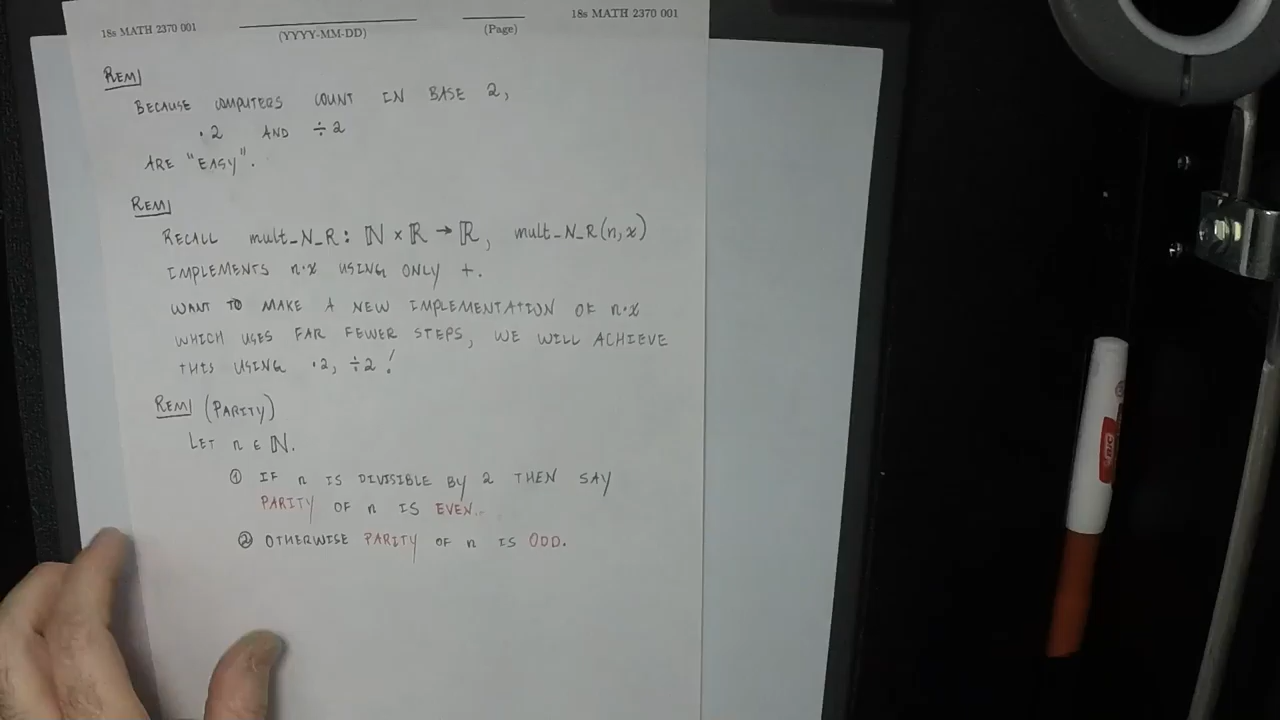 18s MATH 2370 001
(YYYY-MM-DD)
(Page)
18s MATH 2370 001
REM
BECAUSE COMPUTERS COUNT IN BASE 2,
·2 AND ÷2
ARE "EASY".
REM
RECALL mult_N_R: ℕ × ℝ → ℝ, mult_N_R(n,x)
IMPLEMENTS n·x USING ONLY +.
WANT TO MAKE A NEW IMPLEMENTATION OF n·x
WHICH USES FAR FEWER STEPS, WE WILL ACHIEVE
THIS USING ·2, ÷2!
REM (PARITY)
LET n ∈ ℕ.
① IF n IS DIVISIBLE BY 2 THEN SAY
PARITY OF n IS EVEN.
② OTHERWISE PARITY OF n IS ODD.
BIC